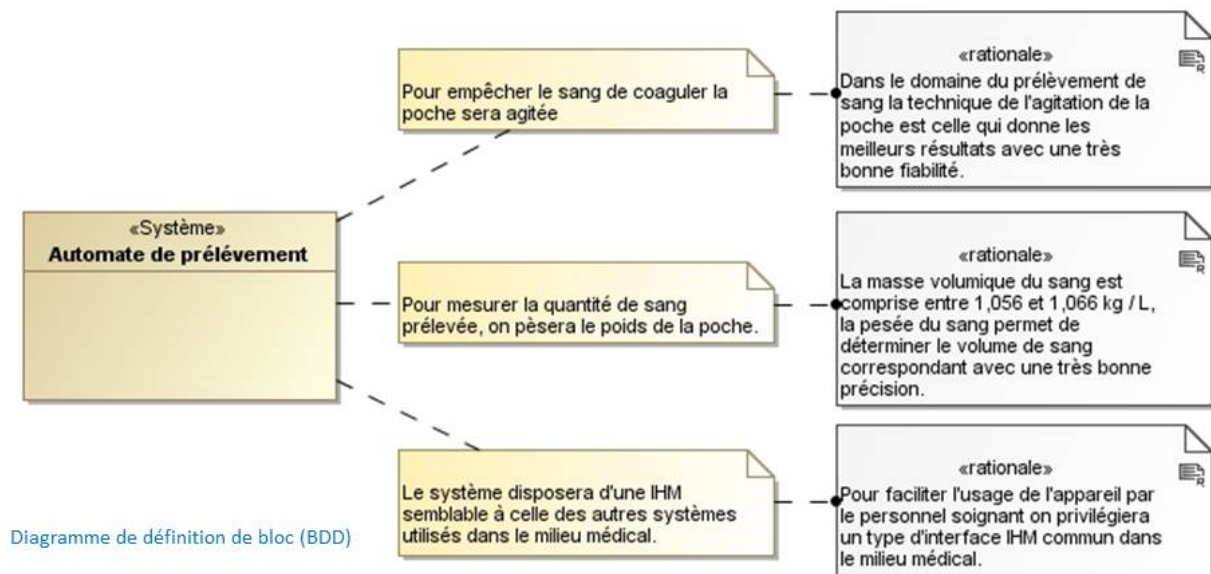 «Système»
Automate de prélévement
Pour empêcher le sang de coaguler la
poche sera agitée
«rationale»
Dans le domaine du prélèvement de
sang la technique de l'agitation de la
poche est celle qui donne les
meilleurs résultats avec une très
bonne fiabilité.
Pour mesurer la quantité de sang
prélevée, on pèsera le poids de la poche.
«rationale»
La masse volumique du sang est
comprise entre 1,056 et 1,066 kg / L,
la pesée du sang permet de
déterminer le volume de sang
correspondant avec une très bonne
précision.
Le système disposera d'une IHM
semblable à celle des autres systèmes
utilisés dans le milieu médical.
«rationale»
Pour faciliter l'usage de l'appareil par
le personnel soignant on privilégiera
un type d'interface IHM commun dans
le milieu médical.
Diagramme de définition de bloc (BDD)